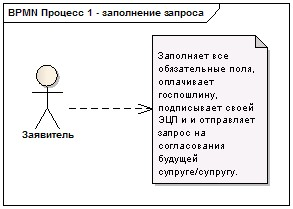 BPMN Процесс 1 - заполнение запроса
Заполняет все
обязательные поля,
оплачивает
госпошлину,
подписывает своей
ЭЦП и и отправляет
запрос на
согласования
будущей
супруге/супругу.
Заявитель